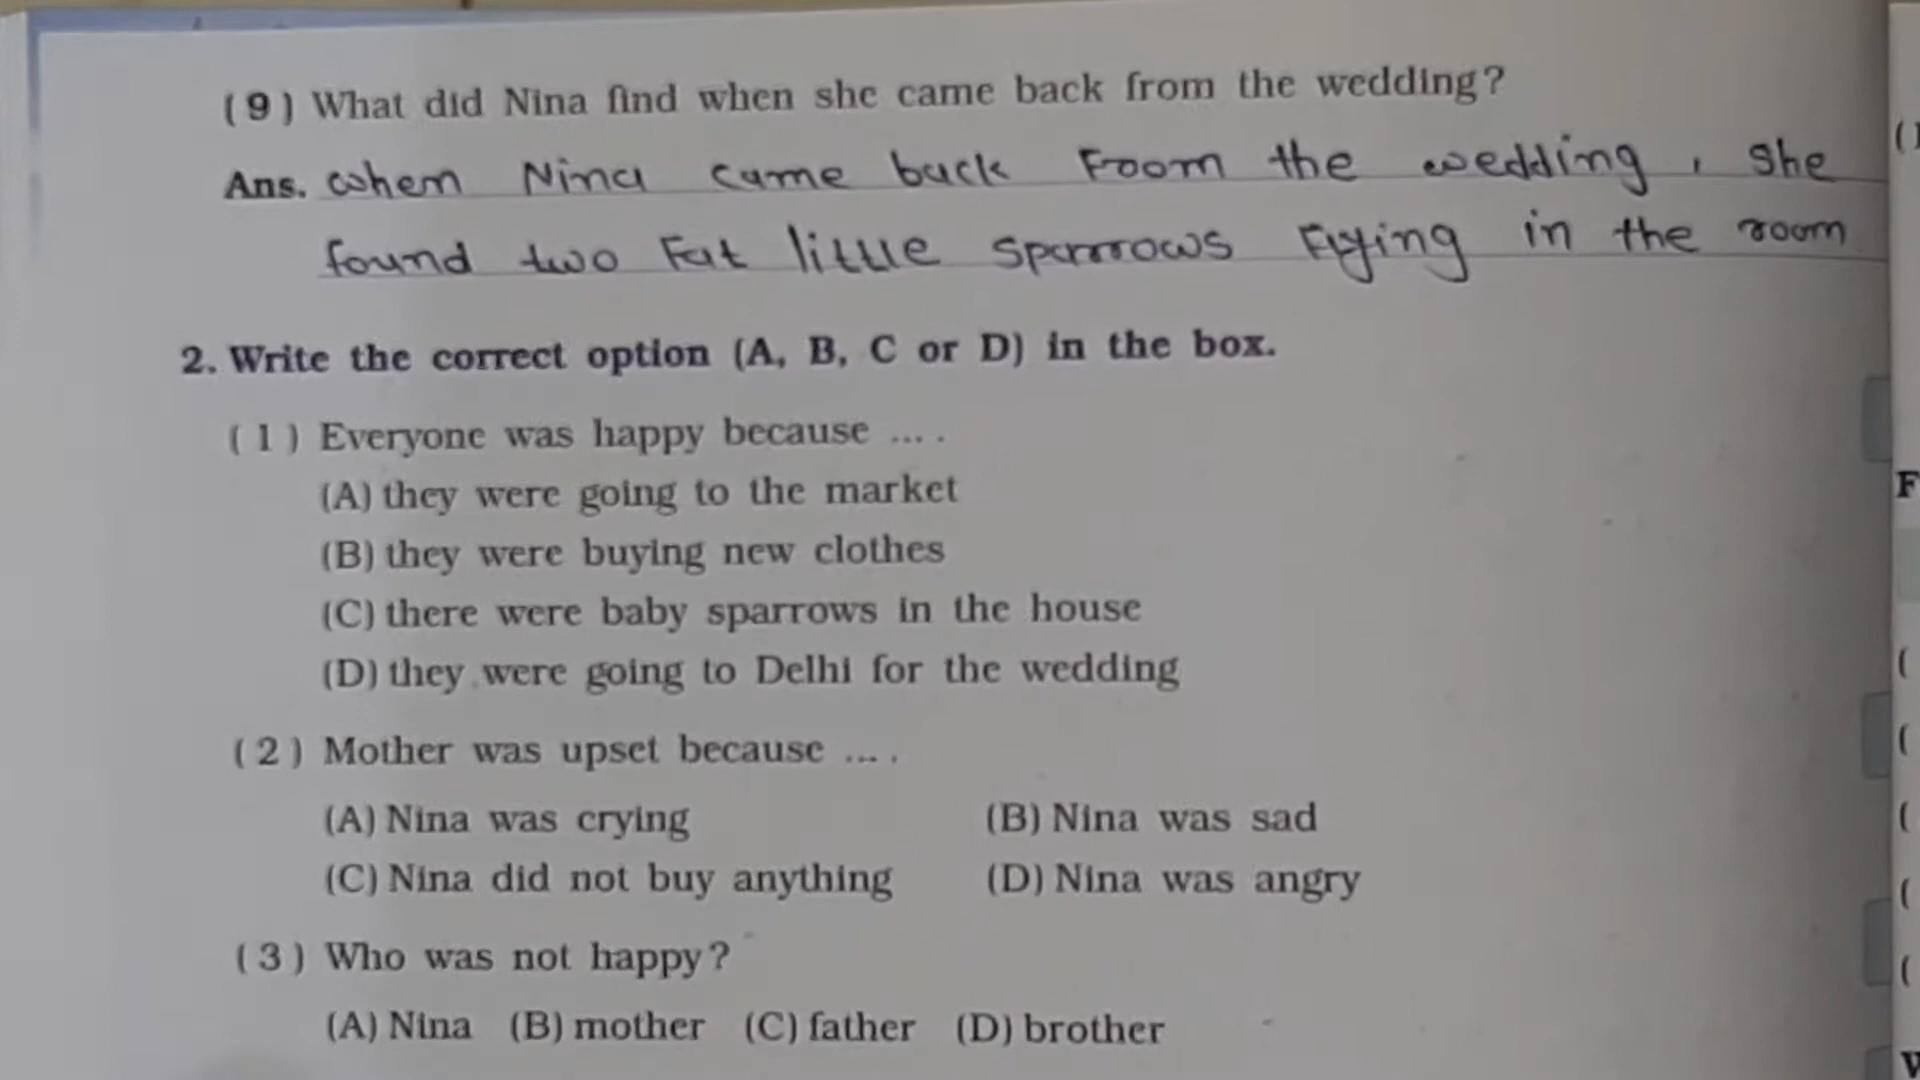 (9) What did Nina find when she came back from the wedding?
Ans. when Nina came back From the wedding, she
found two Fat little sparrows Flying in the room
2. Write the correct option (A, B, C or D) in the box.
(1) Everyone was happy because ... .
(A) they were going to the market
(B) they were buying new clothes
(C) there were baby sparrows in the house
(D) they were going to Delhi for the wedding
(2) Mother was upset because ... .
(A) Nina was crying (B) Nina was sad
(C) Nina did not buy anything (D) Nina was angry
(3) Who was not happy?
(A) Nina (B) mother (C) father (D) brother